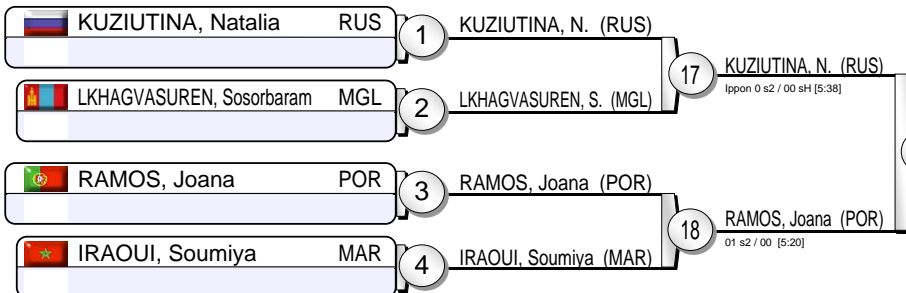 KUZIUTINA, Natalia RUS
1
KUZIUTINA, N. (RUS)
LKHAGVASUREN, Sosorbaram MGL
2
LKHAGVASUREN, S. (MGL)
17
KUZIUTINA, N. (RUS)
Ippon 0 s2 / 00 sH [5:38]
RAMOS, Joana POR
3
RAMOS, Joana (POR)
IRAOUI, Soumiya MAR
4
IRAOUI, Soumiya (MAR)
18
RAMOS, Joana (POR)
01 s2 / 00 [5:20]